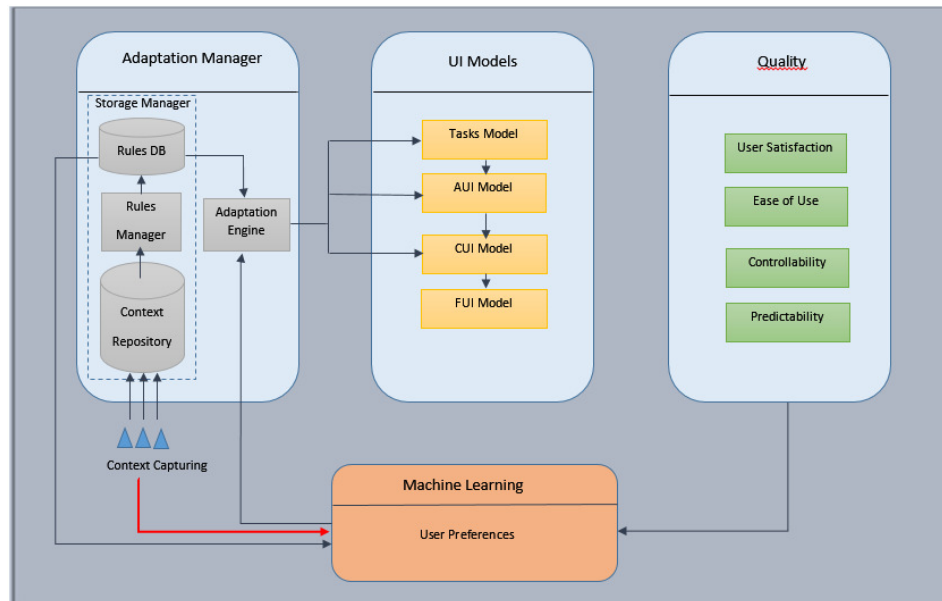 Adaptation Manager
Storage Manager
Rules DB
Rules
Manager
Context
Repository
Adaptation
Engine
Context Capturing
UI Models
Tasks Model
AUI Model
CUI Model
FUI Model
Quality
User Satisfaction
Ease of Use
Controllability
Predictability
Machine Learning
User Preferences